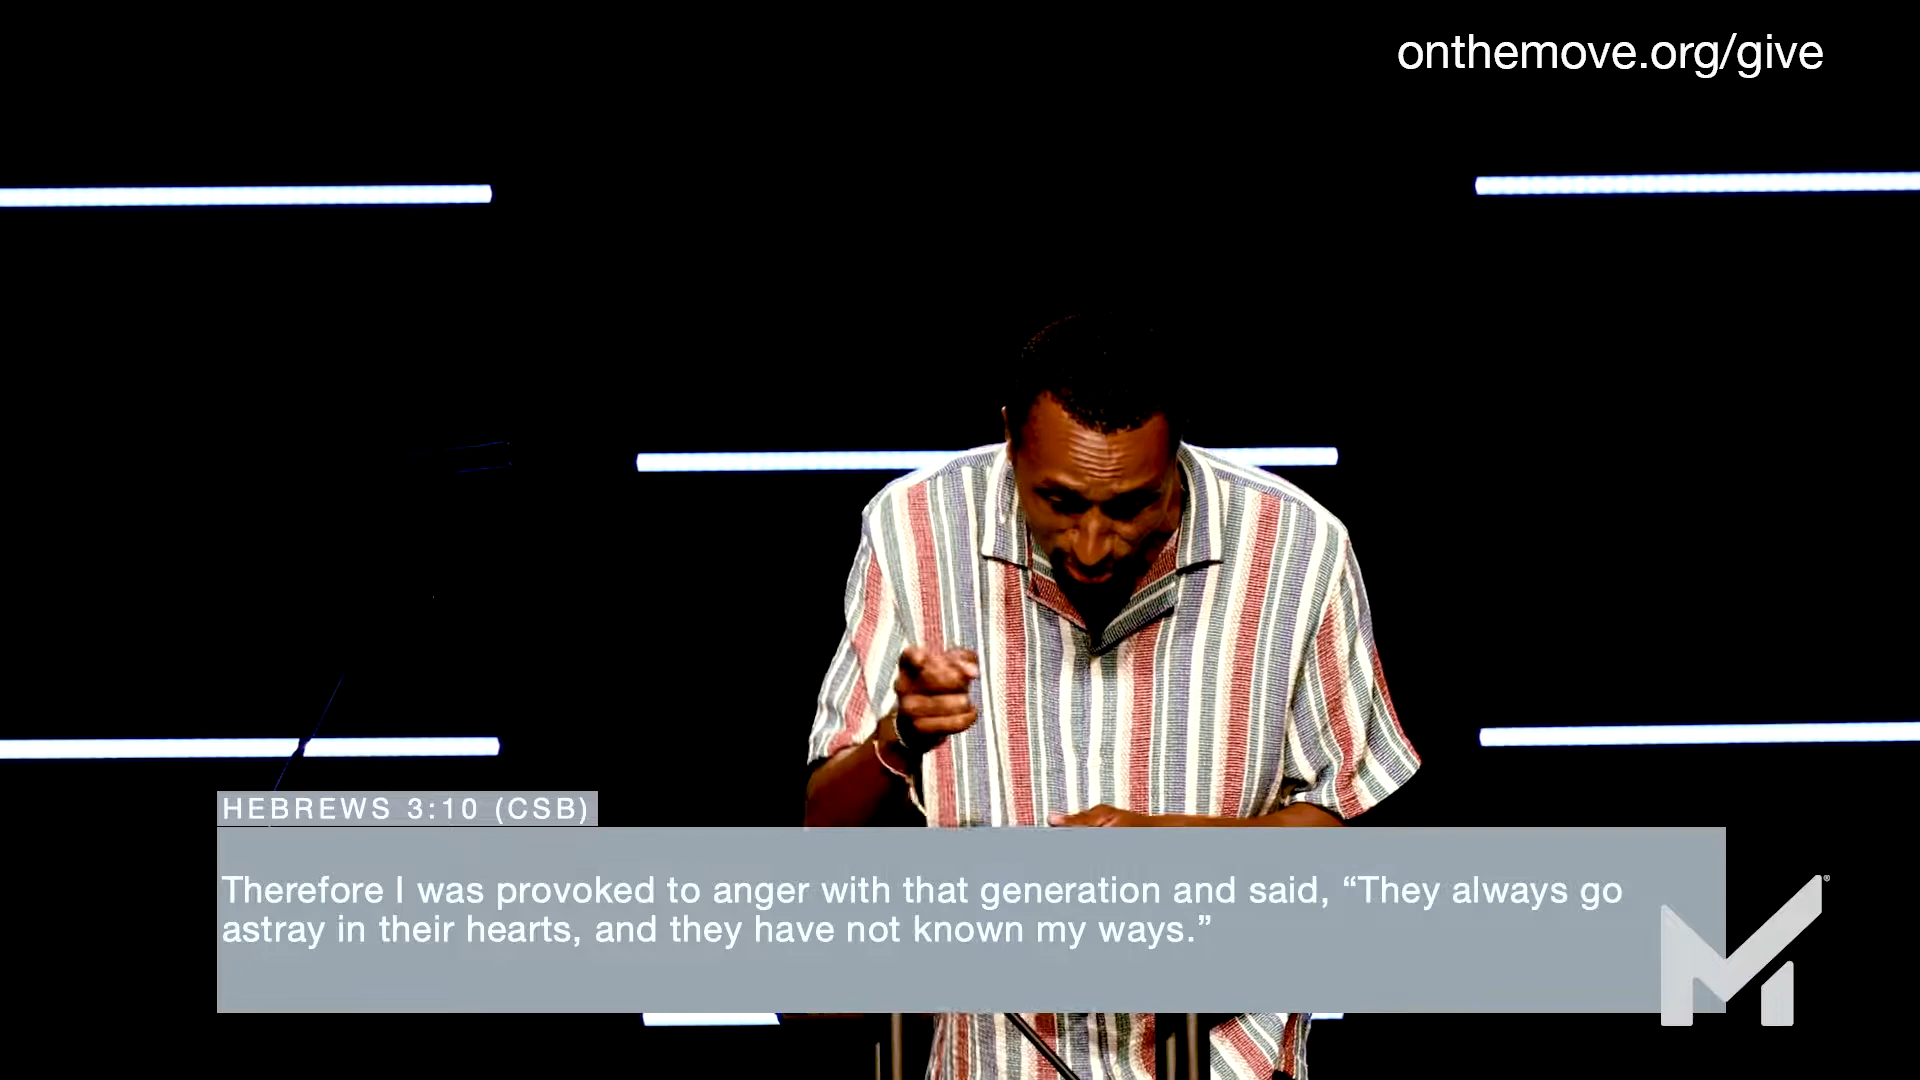 onthemove.org/give
HEBREWS 3:10 (CSB)
Therefore I was provoked to anger with that generation and said, “They always go
astray in their hearts, and they have not known my ways.”